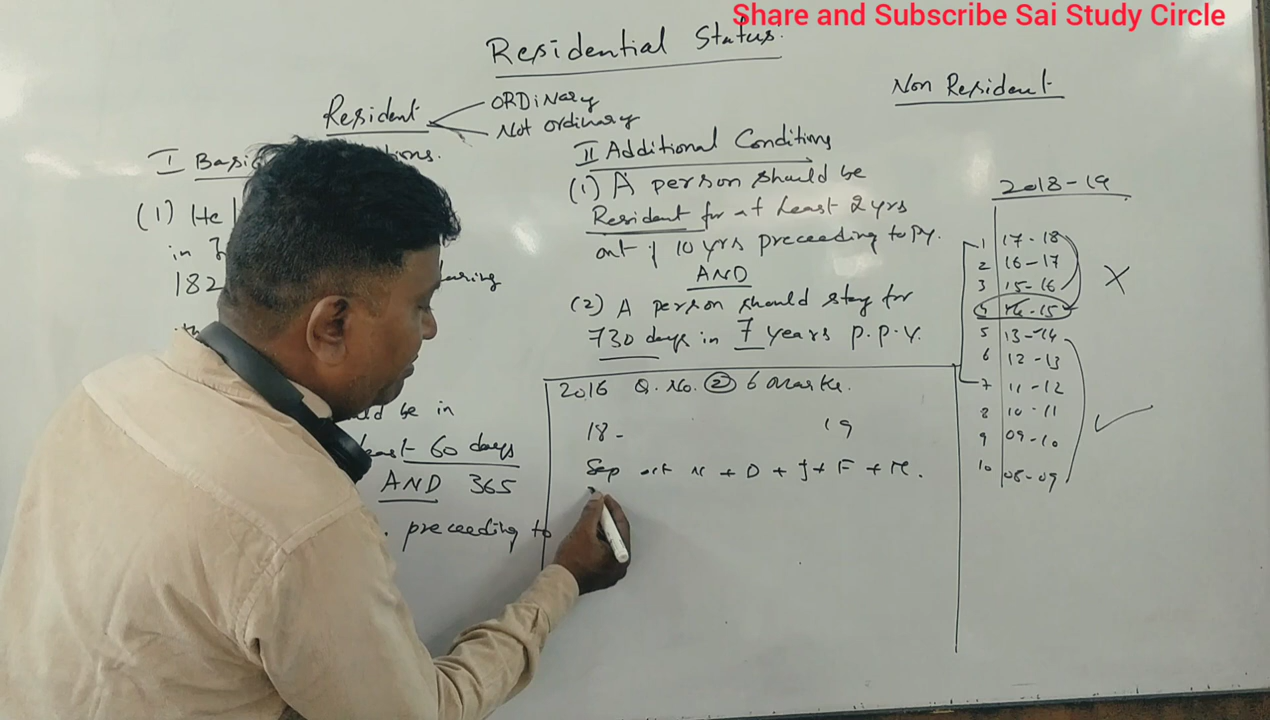 Share and Subscribe Sai Study Circle
Residential Status.
Resident
ORDINARY
Not ordinary
I Basic
(1) He
in
182
be in
60 days
AND 365
preceeding to
II Additional Conditions
(1) A person should be
Resident for at Least 2 yrs
out of 10 yrs preceeding to P.Y.
AND
(2) A person should stay for
730 days in 7 years P.P.Y.
2016 Q. No. 2 6 Marks.
18- 19
Sep oct N + D + J + F + M.
Non Resident
2018-19
1 17-18
2 16-17
3 15-16
4 14-15
5 13-14
6 12-13
7 11-12
8 10-11
9 09-10
10 08-09